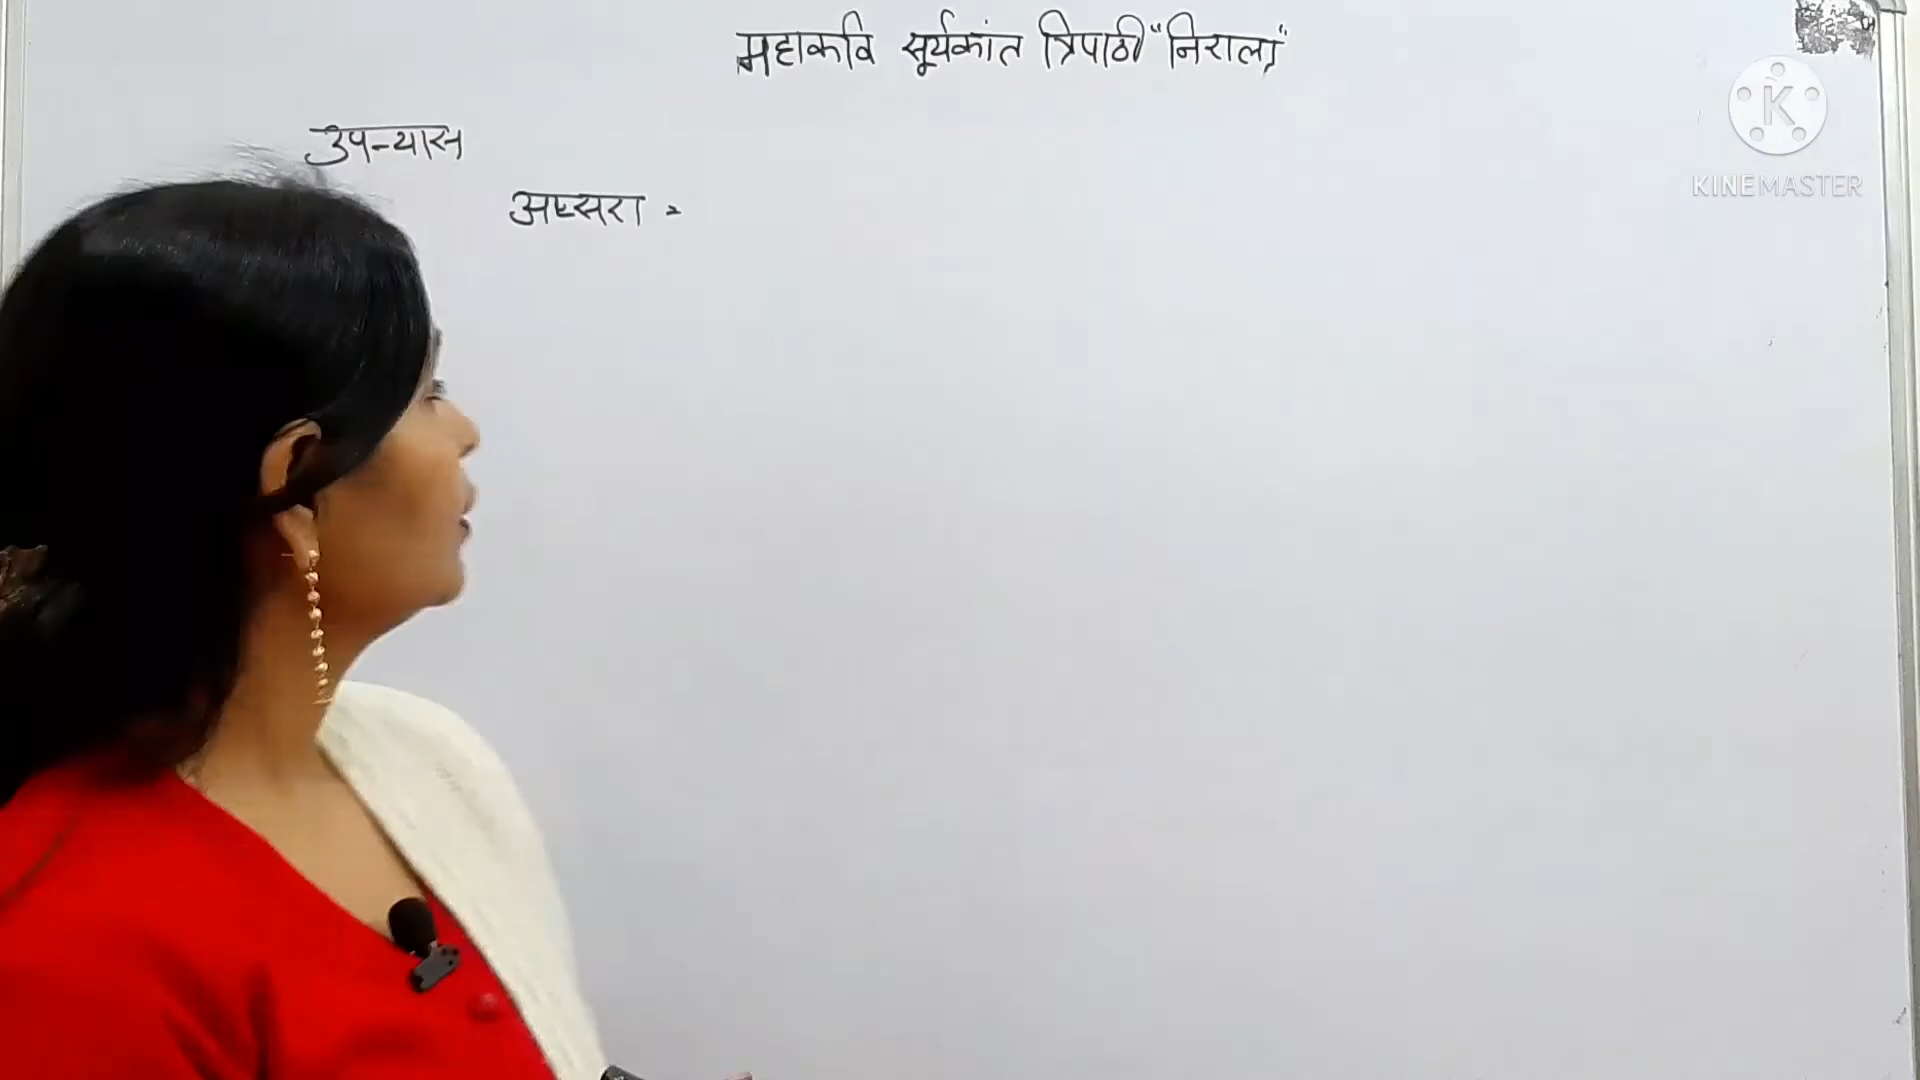 महाकवि सूर्यकांत त्रिपाठी "निराला"
उपन्यास
अप्सरा =
KINEMASTER